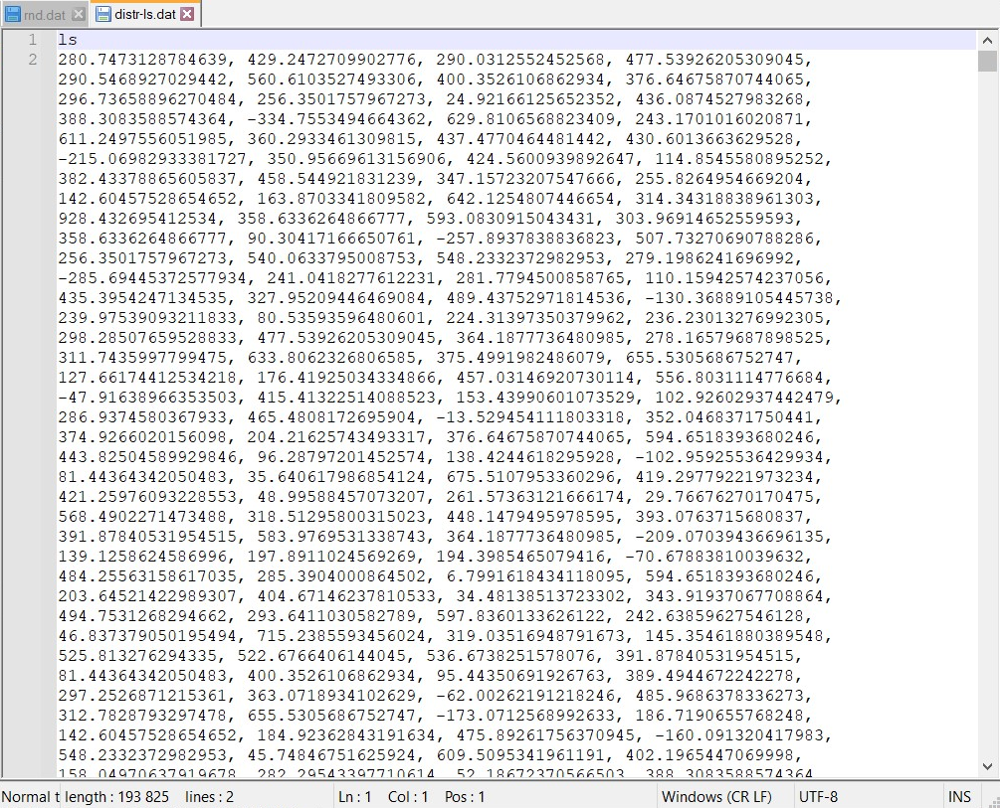 rnd.dat distr-ls.dat
1 ls
2 280.7473128784639, 429.2472709902776, 290.0312552452568, 477.53926205309045,
290.5468927029442, 560.6103527493306, 400.3526106862934, 376.64675870744065,
296.73658896270484, 256.3501757967273, 24.92166125652352, 436.0874527983268,
388.3083588574364, -334.7553494664362, 629.8106568823409, 243.1701016020871,
611.2497556051985, 360.2933461309815, 437.4770464481442, 430.6013663629528,
-215.06982933381727, 350.95669613156906, 424.5600939892647, 114.8545580895252,
382.43378865605837, 458.544921831239, 347.15723207547666, 255.8264954669204,
142.60457528654652, 163.8703341809582, 642.1254807446654, 314.34318838961303,
928.432695412534, 358.6336264866777, 593.0830915043431, 303.96914652559593,
358.6336264866777, 90.30417166650761, -257.8937838836823, 507.73270690788286,
256.3501757967273, 540.0633795008753, 548.2332372982953, 279.1986241696992,
-285.69445372577934, 241.0418277612231, 281.7794500858765, 110.15942574237056,
435.3954247134535, 327.95209446469084, 489.43752971814536, -130.36889105445738,
239.97539093211833, 80.53593596480601, 224.31397350379962, 236.23013276992305,
298.28507659528833, 477.53926205309045, 364.1877736480985, 278.16579687898525,
311.7435997799475, 633.8062326806585, 375.4991982486079, 655.5305686752747,
127.66174412534218, 176.41925034334866, 457.03146920730114, 556.8031114776684,
-47.91638966353503, 415.41322514088523, 153.43990601073529, 102.92602937442479,
286.9374580367933, 465.4808172695904, -13.529454111803318, 352.0468371750441,
374.9266020156098, 204.21625743493317, 376.64675870744065, 594.6518393680246,
443.82504589929846, 96.28797201452574, 138.4244618295928, -102.95925536429934,
81.44364342050483, 35.640617986854124, 675.5107953360296, 419.29779221973234,
421.25976093228553, 48.99588457073207, 261.57363121666174, 29.76676270170475,
568.4902271473488, 318.51295800315023, 448.1479495978595, 393.0763715680837,
391.87840531954515, 583.9769531338743, 364.1877736480985, -209.07039436696135,
139.1258624586996, 197.8911024569269, 194.3985465079416, -70.67883810039632,
484.25563158617035, 285.3904000864502, 6.7991618434118095, 594.6518393680246,
203.64521422989307, 404.67146237810533, 34.48138513723302, 343.91937067708864,
494.7531268294662, 293.6411030582789, 597.8360133626122, 242.63859627546128,
46.837379050195494, 715.2385593456024, 319.03516948791673, 145.35461880389548,
525.813276294335, 522.6766406144045, 536.6738251578076, 391.87840531954515,
81.44364342050483, 400.3526106862934, 95.44350691926763, 389.4944672242278,
297.2526871215361, 363.0718934102629, -62.00262191218246, 485.9686378336273,
312.7828793297478, 655.5305686752747, -173.0712568992633, 186.7190655768248,
142.60457528654652, 184.92362843191634, 475.89261756370945, -160.091320417983,
548.2332372982953, 45.74846751625924, 609.5095341961191, 402.1965447069998,
158.04970637919678, 282.29543397710614, 52.18672370566503, 388.3083588574364,
Normal t length : 193 825 lines : 2 Ln : 1 Col : 1 Pos : 1 Windows (CR LF) UTF-8 INS